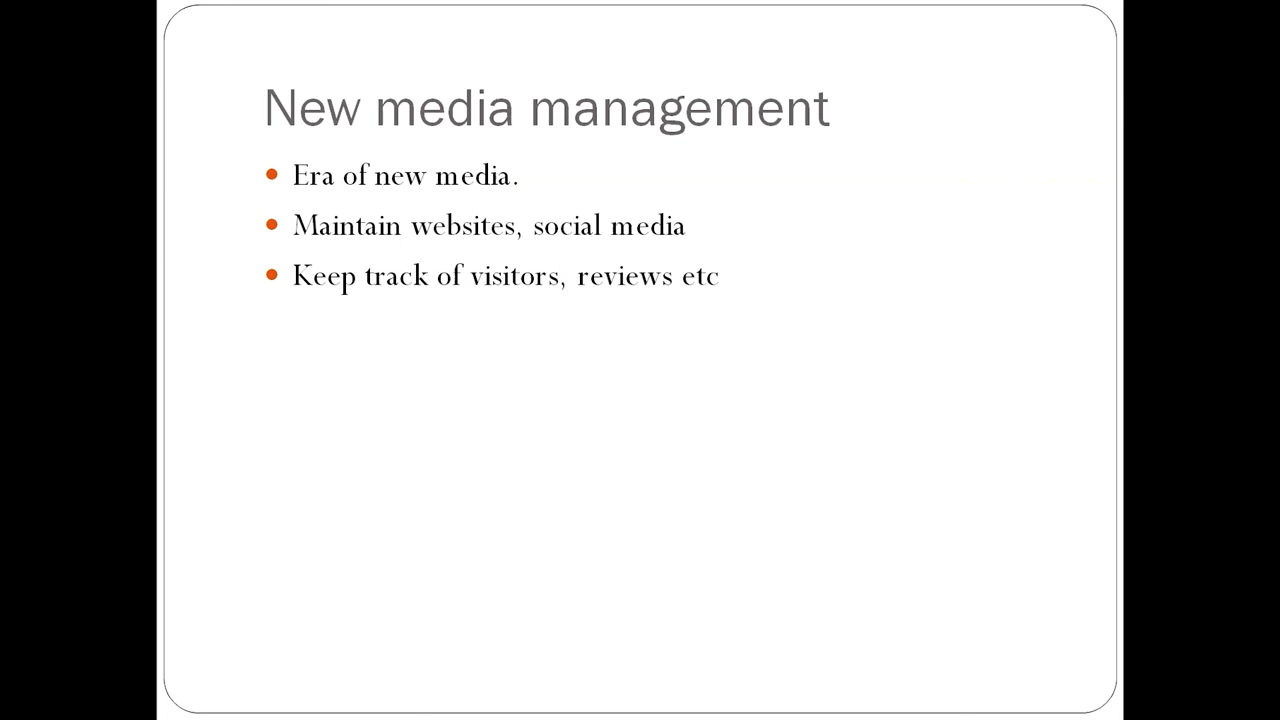 New media management
Era of new media.
Maintain websites, social media
Keep track of visitors, reviews etc